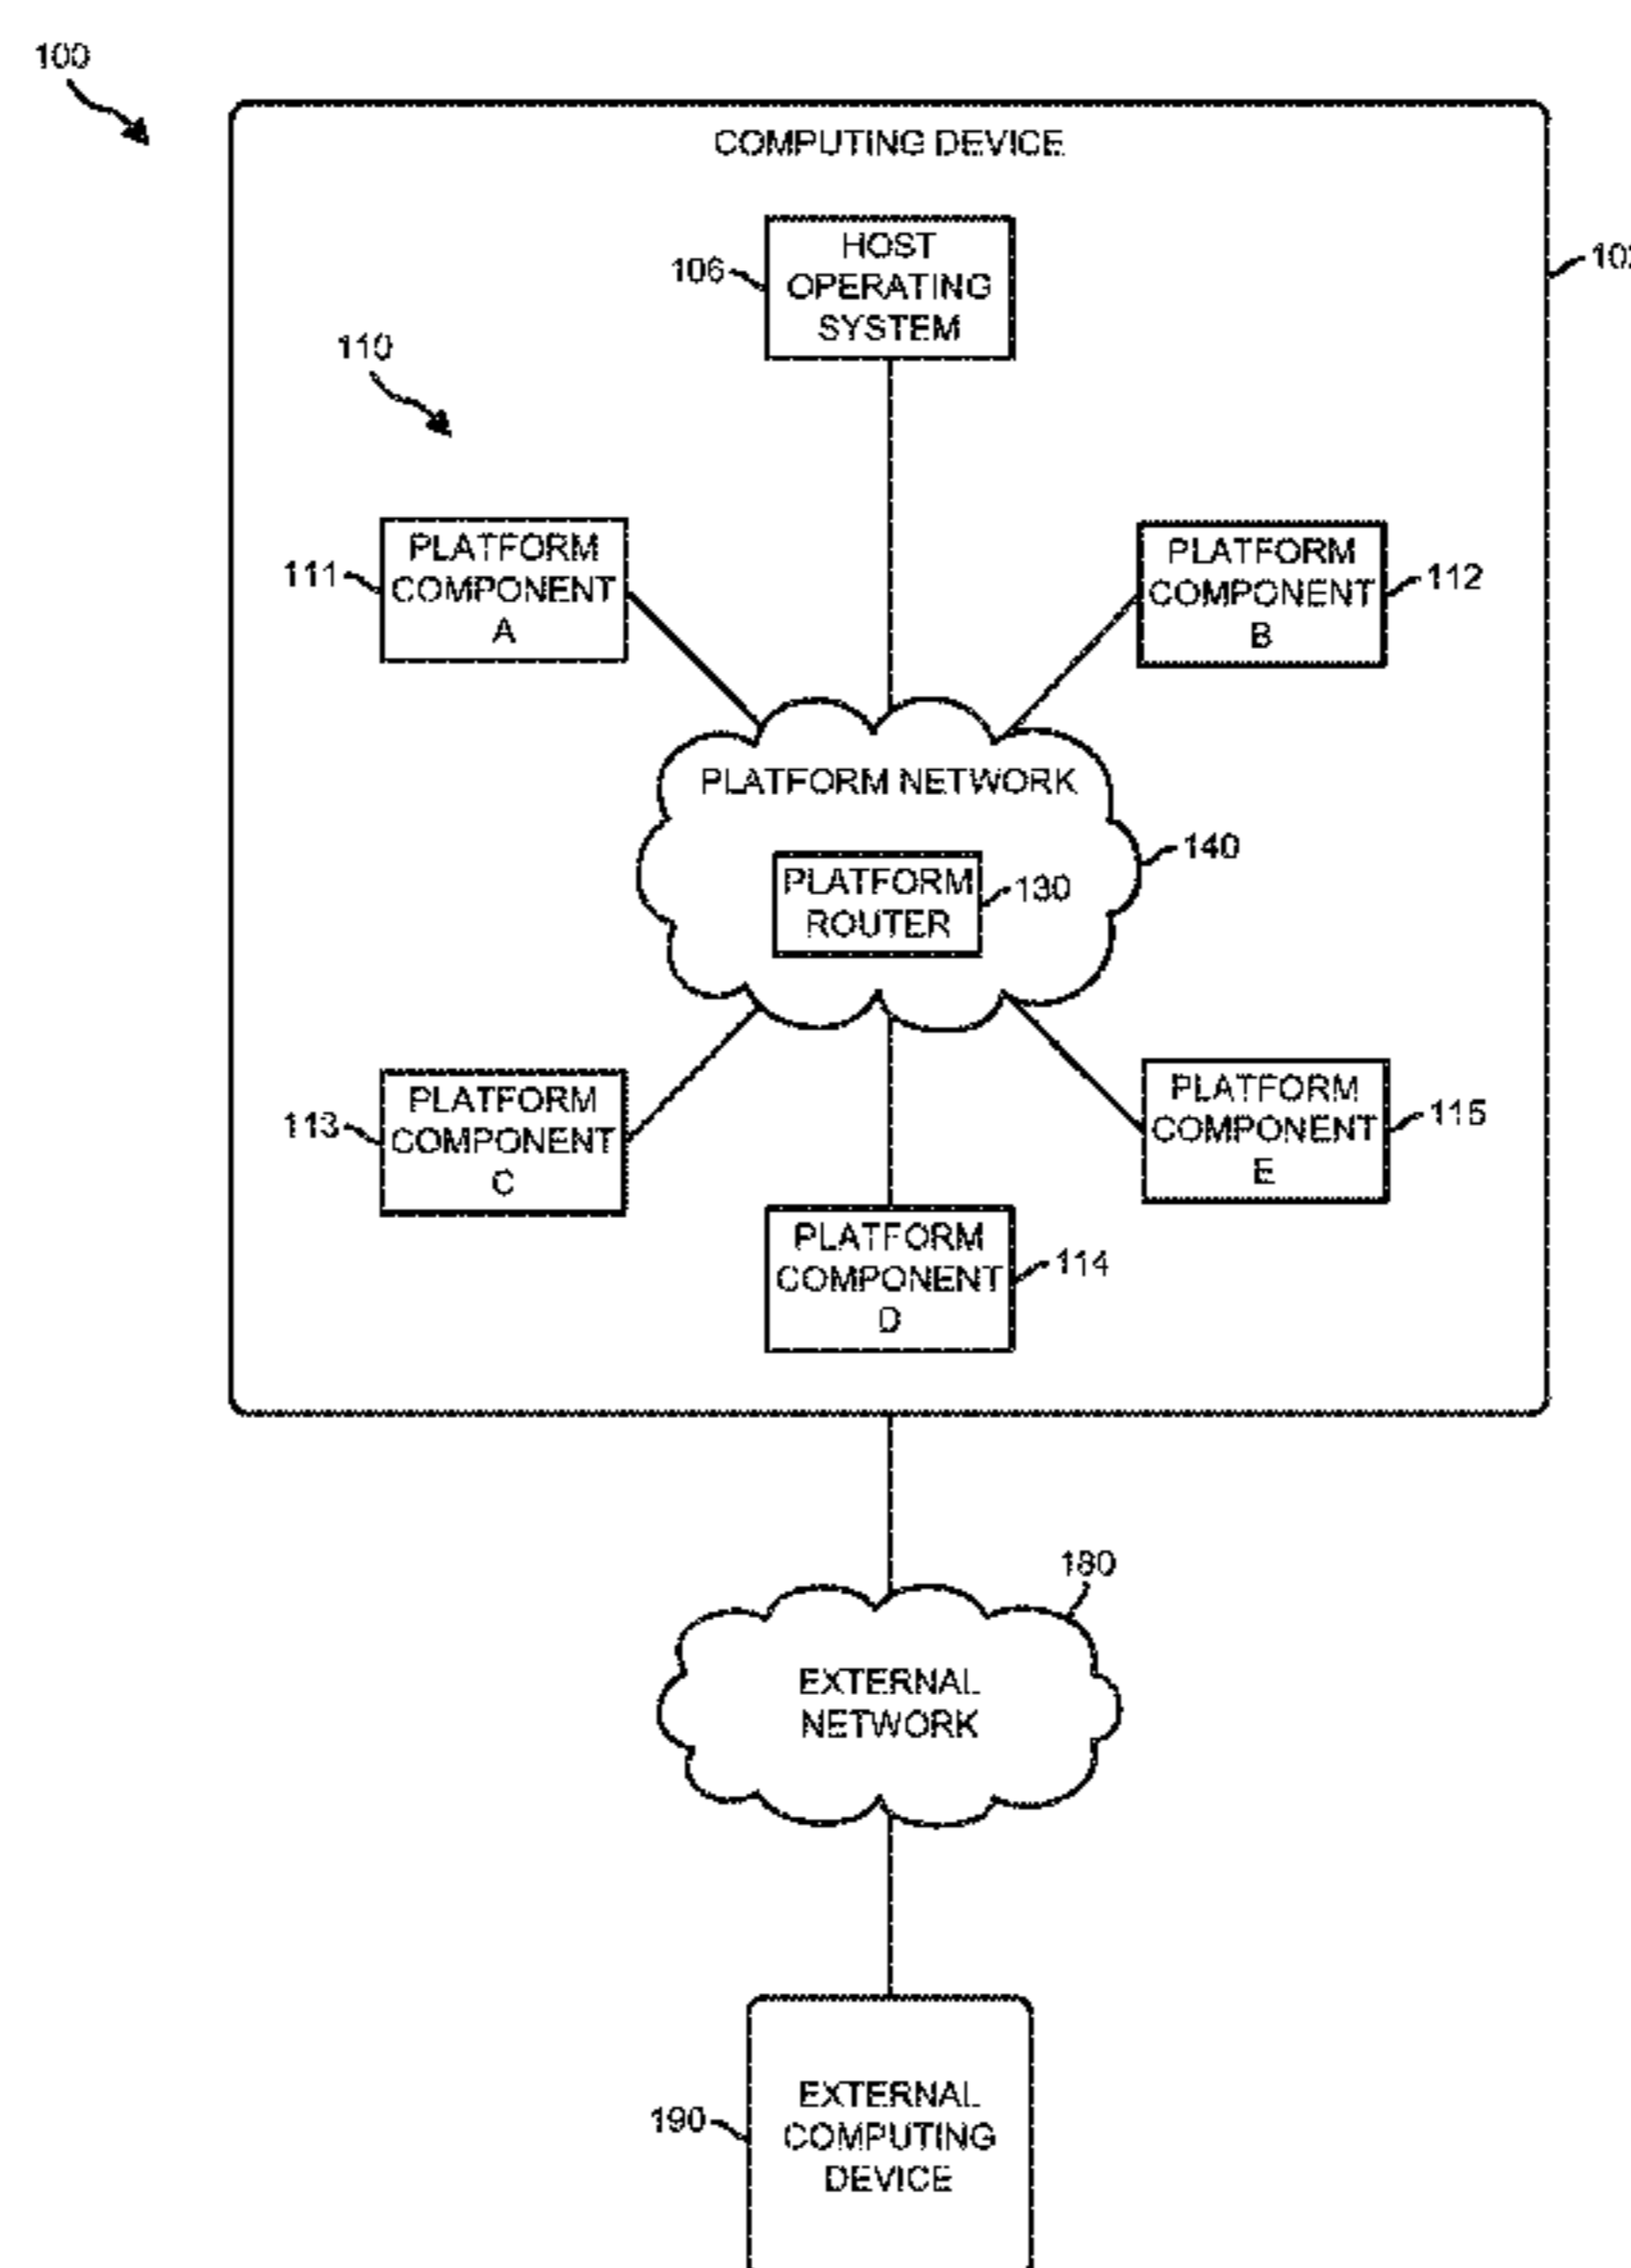 100
COMPUTING DEVICE
HOST
OPERATING
SYSTEM
106
110
PLATFORM
COMPONENT
A
111
PLATFORM
COMPONENT
B
112
PLATFORM NETWORK
140
PLATFORM
ROUTER
130
PLATFORM
COMPONENT
C
113
PLATFORM
COMPONENT
E
115
PLATFORM
COMPONENT
D
114
180
EXTERNAL
NETWORK
190
EXTERNAL
COMPUTING
DEVICE